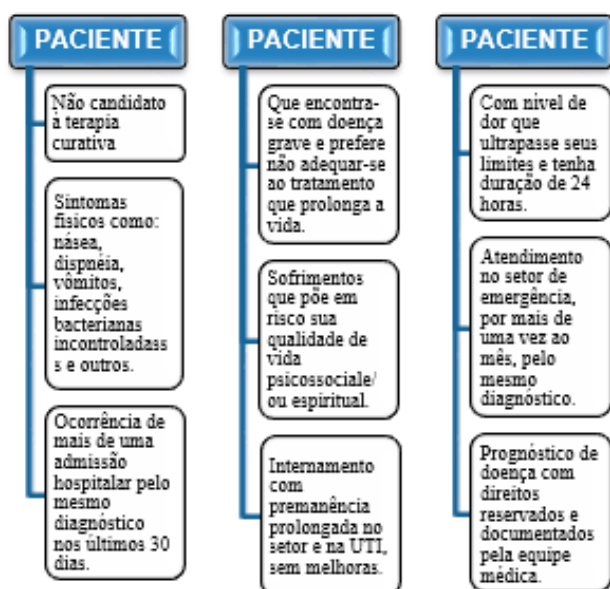 PACIENTE
Não candidato
à terapia
curativa
Sintomas
físicos como:
násea,
dispnéia,
vômitos,
infecções
bacterianas
incontroladass
s e outros.
Ocorrência de
mais de uma
admissão
hospitalar pelo
mesmo
diagnóstico
nos últimos 30
dias.
PACIENTE
Que encontra-
se com doença
grave e prefere
não adequar-se
ao tratamento
que prolonga a
vida.
Sofrimentos
que põe em
risco sua
qualidade de
vida
psicossociale/
ou espiritual.
Internamento
com
premanência
prolongada no
setor e na UTI,
sem melhoras.
PACIENTE
Com nível de
dor que
ultrapasse seus
limites e tenha
duração de 24
horas.
Atendimento
no setor de
emergência,
por mais de
uma vez ao
mês, pelo
mesmo
diagnóstico.
Prognóstico de
doença com
direitos
reservados e
documentados
pela equipe
médica.